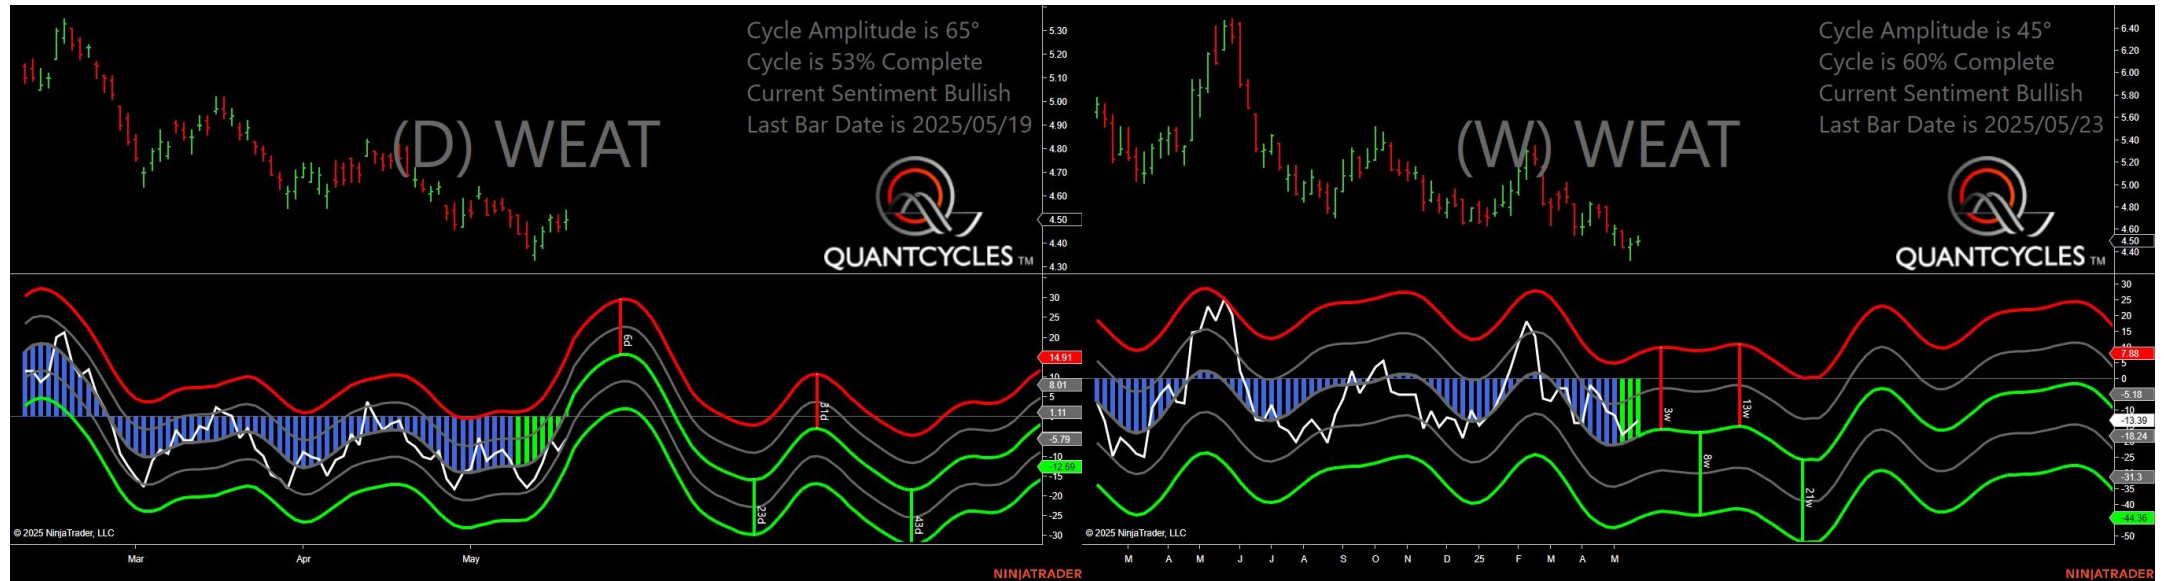 Cycle Amplitude is 65°
Cycle is 53% Complete
Current Sentiment Bullish
Last Bar Date is 2025/05/19
(D) WEAT
QUANTCYCLES TM
5.30
5.20
5.10
5.00
4.90
4.80
4.70
4.60
4.50
4.40
4.30
30
25
20
14.91
10
8.01
5
1.11
-5.79
-10
-12.69
-15
-20
-25
-30
6d
23d
31d
43d
© 2025 NinjaTrader, LLC
Mar Apr May
NINJATRADER
Cycle Amplitude is 45°
Cycle is 60% Complete
Current Sentiment Bullish
Last Bar Date is 2025/05/23
(W) WEAT
QUANTCYCLES TM
6.40
6.20
6.00
5.80
5.60
5.40
5.20
5.00
4.80
4.60
4.50
4.40
30
25
20
15
10
7.88
5
0
-5.18
-10
-13.39
-18.24
-25
-31.3
-35
-40
-44.36
-50
3w
8w
13w
21w
© 2025 NinjaTrader, LLC
M A M J J A S O N D 25 F M A M
NINJATRADER